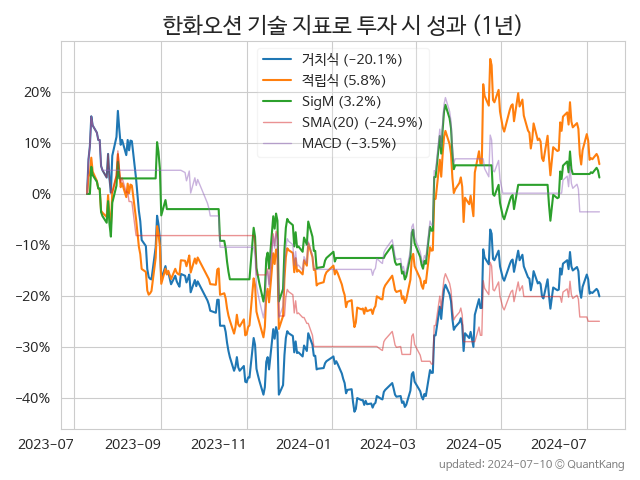 한화오션 기술 지표로 투자 시 성과 (1년)
거치식 (−20.1%)
적립식 (5.8%)
SigM (3.2%)
SMA(20) (−24.9%)
MACD (−3.5%)
20%
10%
0%
−10%
−20%
−30%
−40%
2023-07
2023-09
2023-11
2024-01
2024-03
2024-05
2024-07
updated: 2024-07-10 ⓒ QuantKang